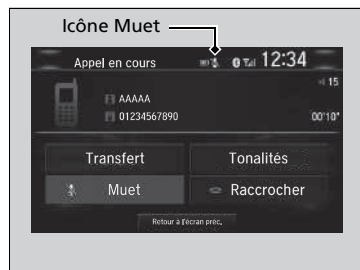 Icône Muet
Appel en cours 12:34
15
AAAAA
01234567890 00'10"
Transfert Tonalités
Muet Raccrocher
Retour à l'écran préc.